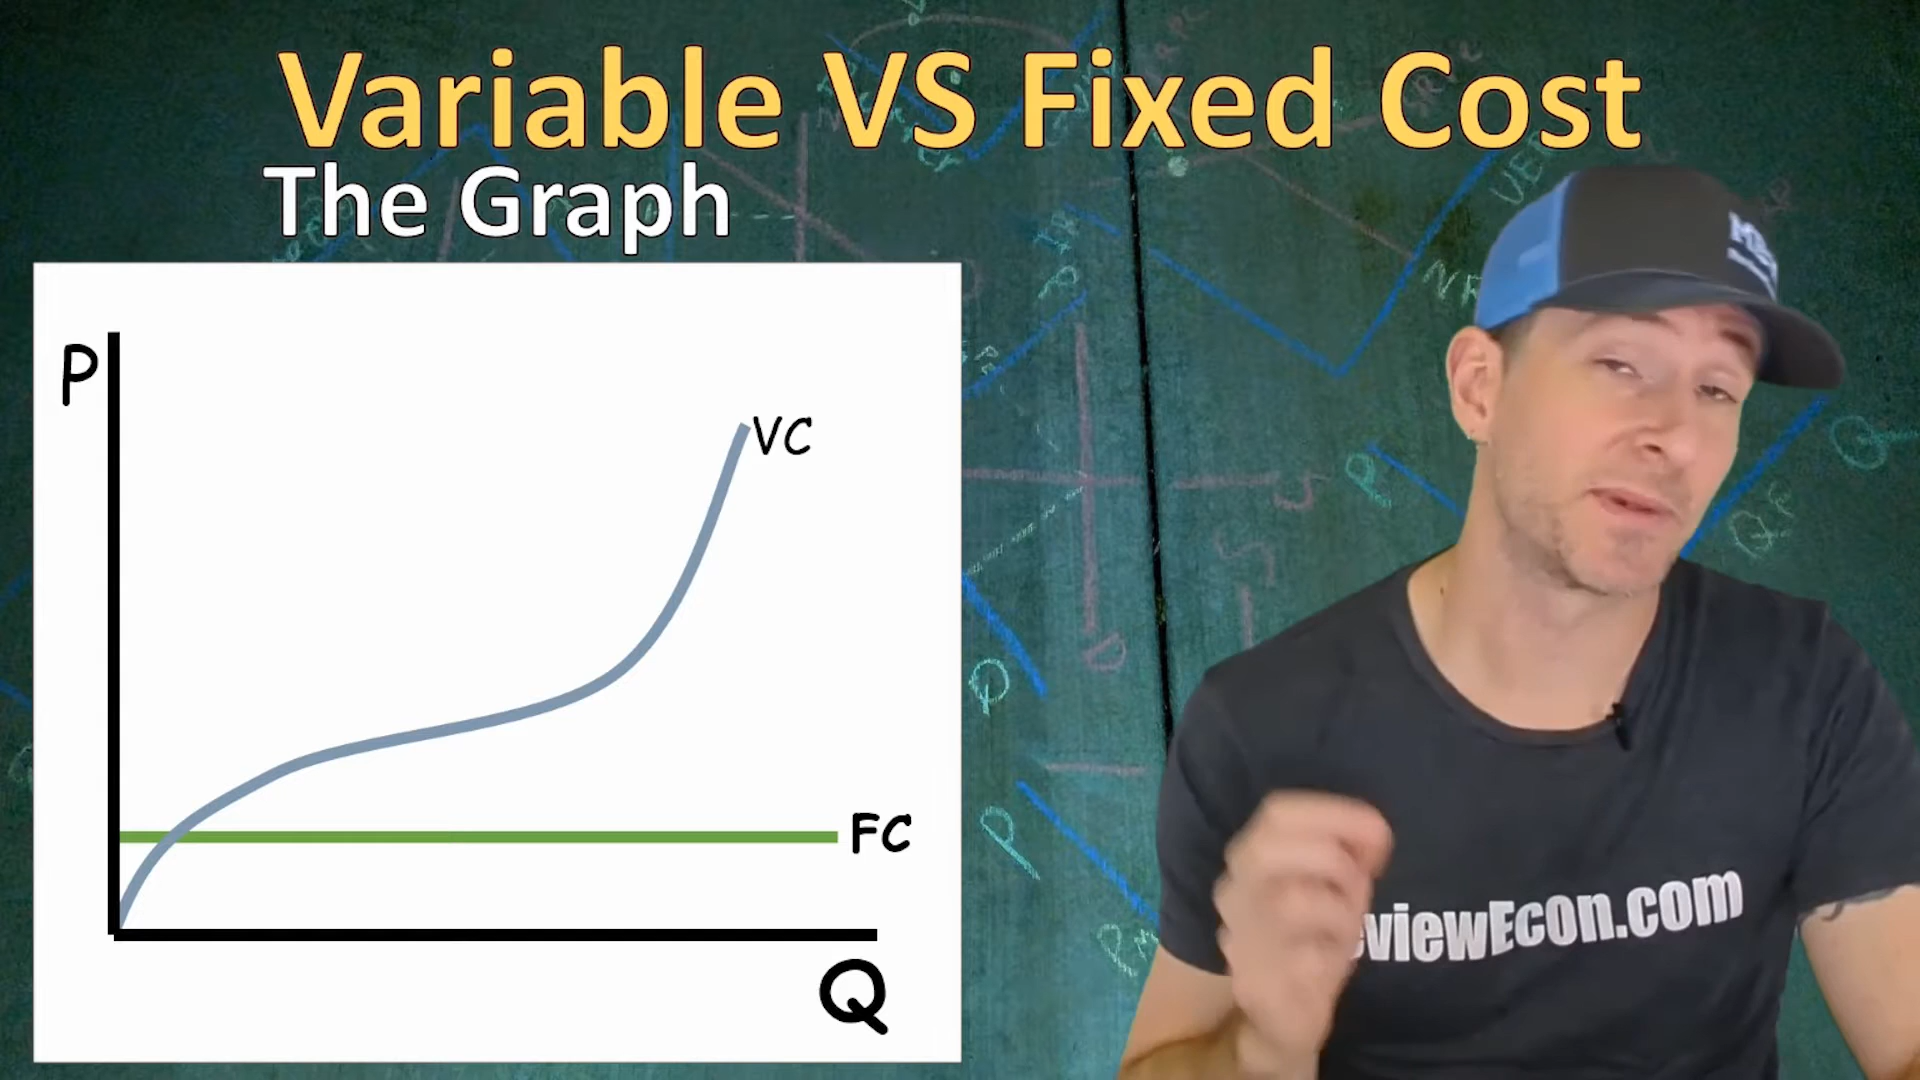 Variable VS Fixed Cost
The Graph
P
VC
FC
Q
viewEcon.com